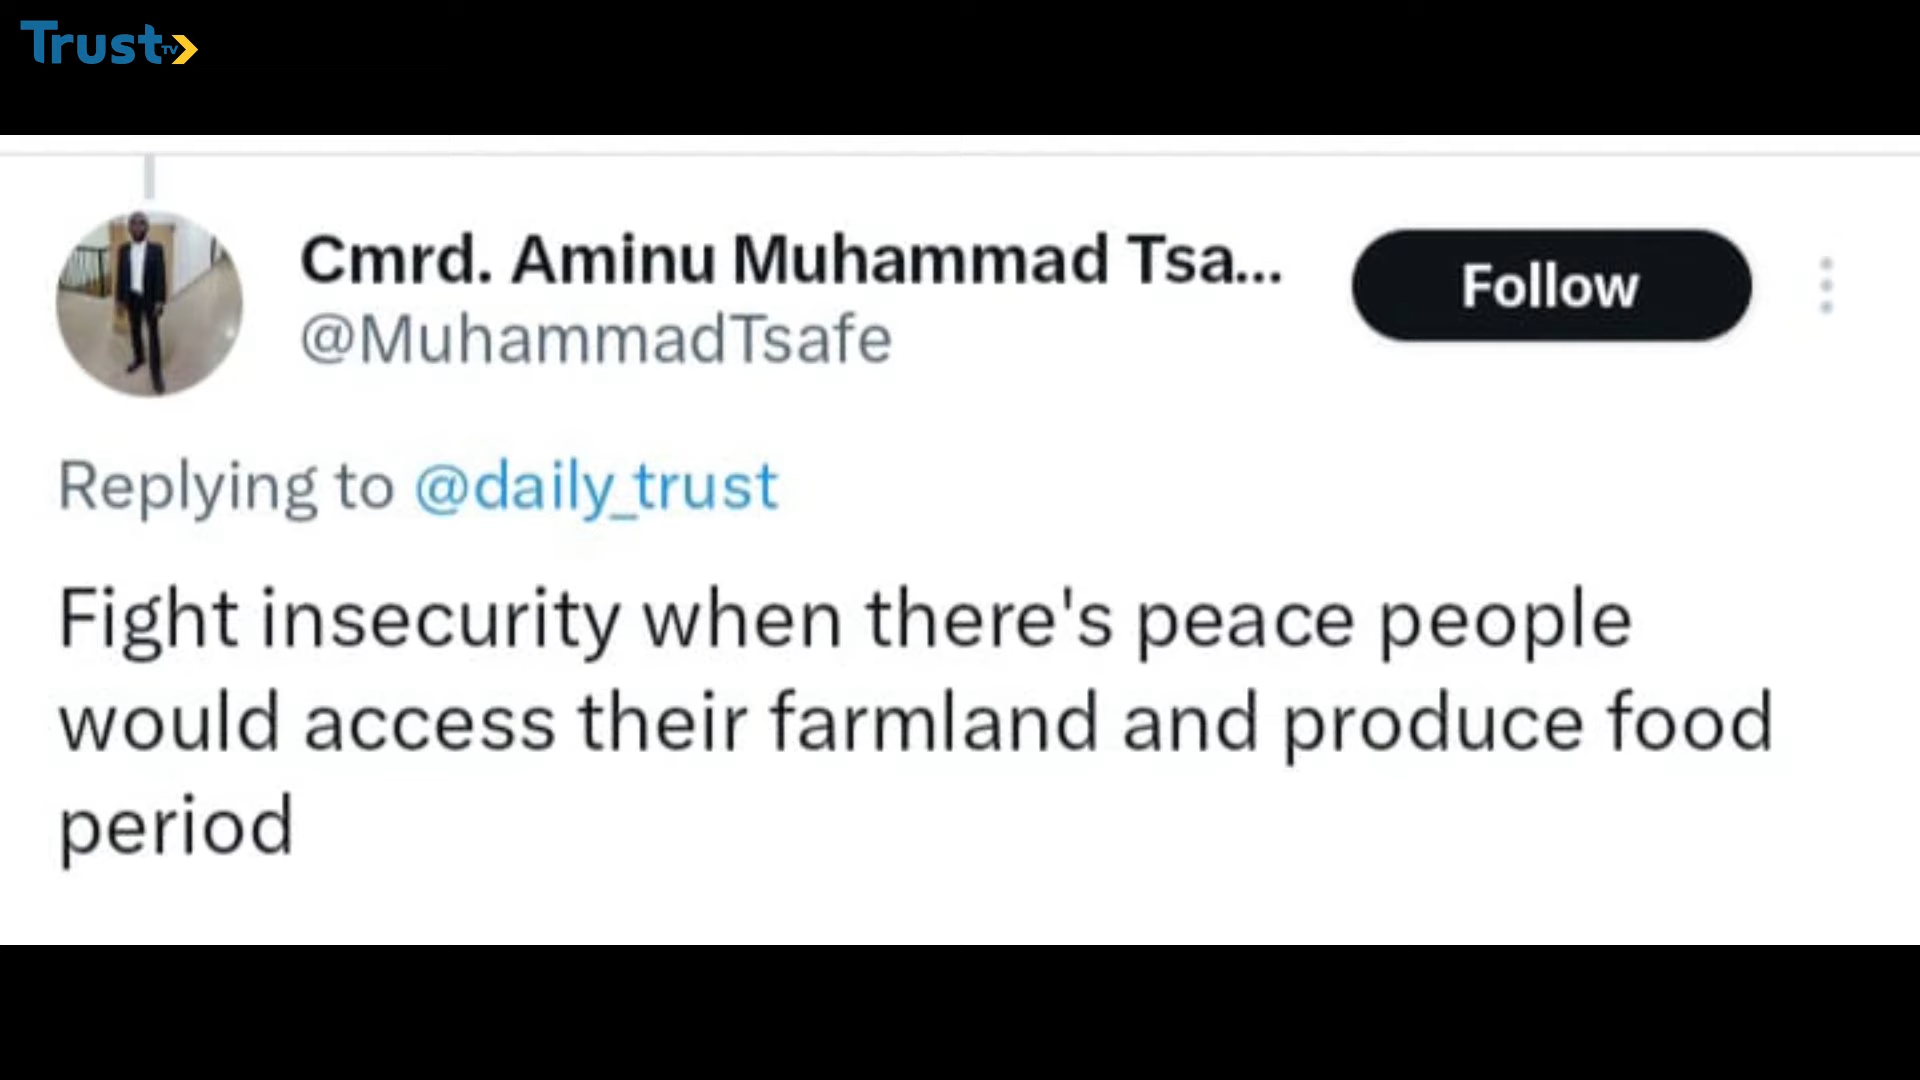 Trust TV
Cmrd. Aminu Muhammad Tsa...
Follow
@MuhammadTsafe
Replying to @daily_trust
Fight insecurity when there's peace people
would access their farmland and produce food
period